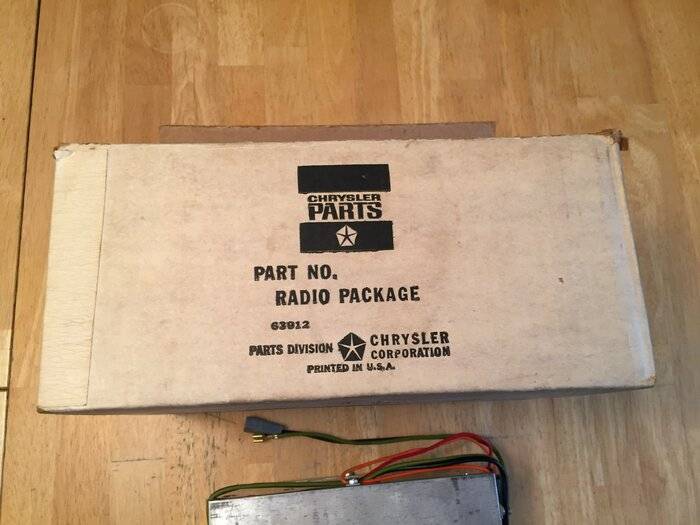 CHRYSLER
PARTS
PART NO.
RADIO PACKAGE
63912
PARTS DIVISION CHRYSLER
CORPORATION
PRINTED IN U.S.A.